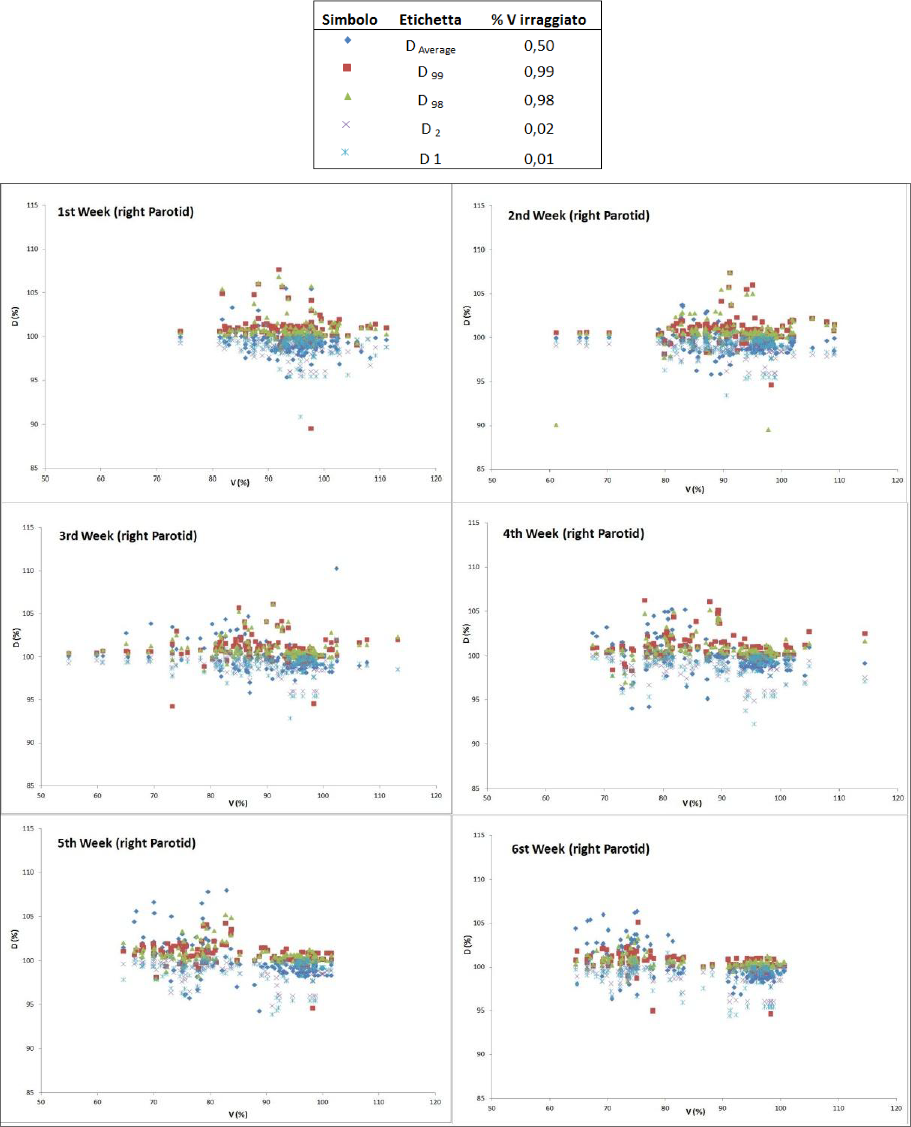 Simbolo Etichetta % V irraggiato
D Average 0,50
D 99 0,99
D 98 0,98
D 2 0,02
D 1 0,01
1st Week (right Parotid)
115
110
105
100
95
90
85
D (%)
50 60 70 80 90 100 110 120
V (%)
2nd Week (right Parotid)
115
110
105
100
95
90
85
D (%)
50 60 70 80 90 100 110 120
V (%)
3rd Week (right Parotid)
115
110
105
100
95
90
85
D (%)
50 60 70 80 90 100 110 120
V (%)
4th Week (right Parotid)
115
110
105
100
95
90
85
D (%)
50 60 70 80 90 100 110 120
V (%)
5th Week (right Parotid)
115
110
105
100
95
90
85
D (%)
50 60 70 80 90 100 110 120
V (%)
6st Week (right Parotid)
115
110
105
100
95
90
85
D (%)
50 60 70 80 90 100 110 120
V (%)